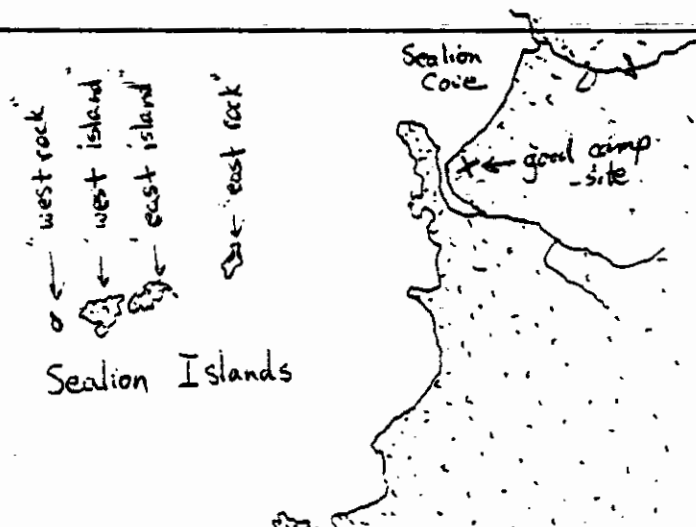 Sealion
Cove
"west rock"
"west island"
"east island"
"east rock"
good camp
-site
Sealion Islands